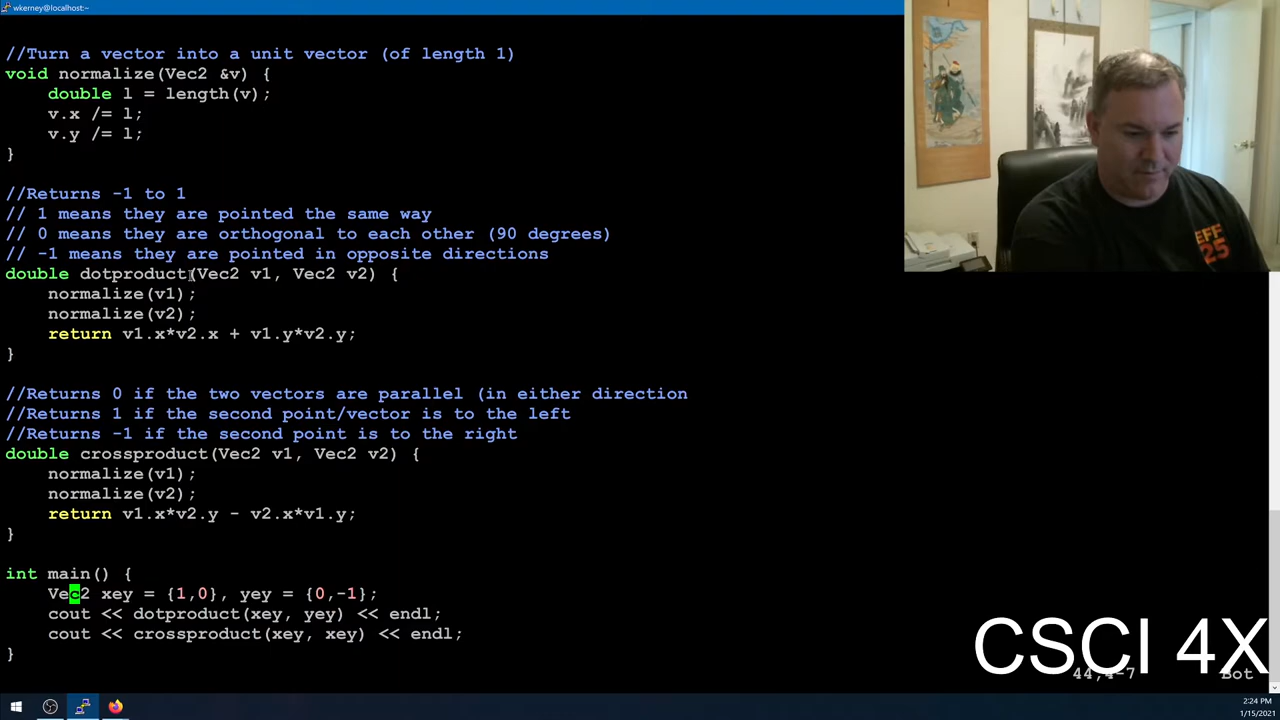 wkerney@localhost:~
//Turn a vector into a unit vector (of length 1)
void normalize(Vec2 &v) {
    double l = length(v);
    v.x /= l;
    v.y /= l;
}
//Returns -1 to 1
// 1 means they are pointed the same way
// 0 means they are orthogonal to each other (90 degrees)
// -1 means they are pointed in opposite directions
double dotproduct(Vec2 v1, Vec2 v2) {
    normalize(v1);
    normalize(v2);
    return v1.x*v2.x + v1.y*v2.y;
}
//Returns 0 if the two vectors are parallel (in either direction
//Returns 1 if the second point/vector is to the left
//Returns -1 if the second point is to the right
double crossproduct(Vec2 v1, Vec2 v2) {
    normalize(v1);
    normalize(v2);
    return v1.x*v2.y - v2.x*v1.y;
}
int main() {
    Vec2 xey = {1,0}, yey = {0,-1};
    cout << dotproduct(xey, yey) << endl;
    cout << crossproduct(xey, xey) << endl;
}
EFF
25
CSCI 4X
44,4-7 Bot
2:24 PM
1/15/2021